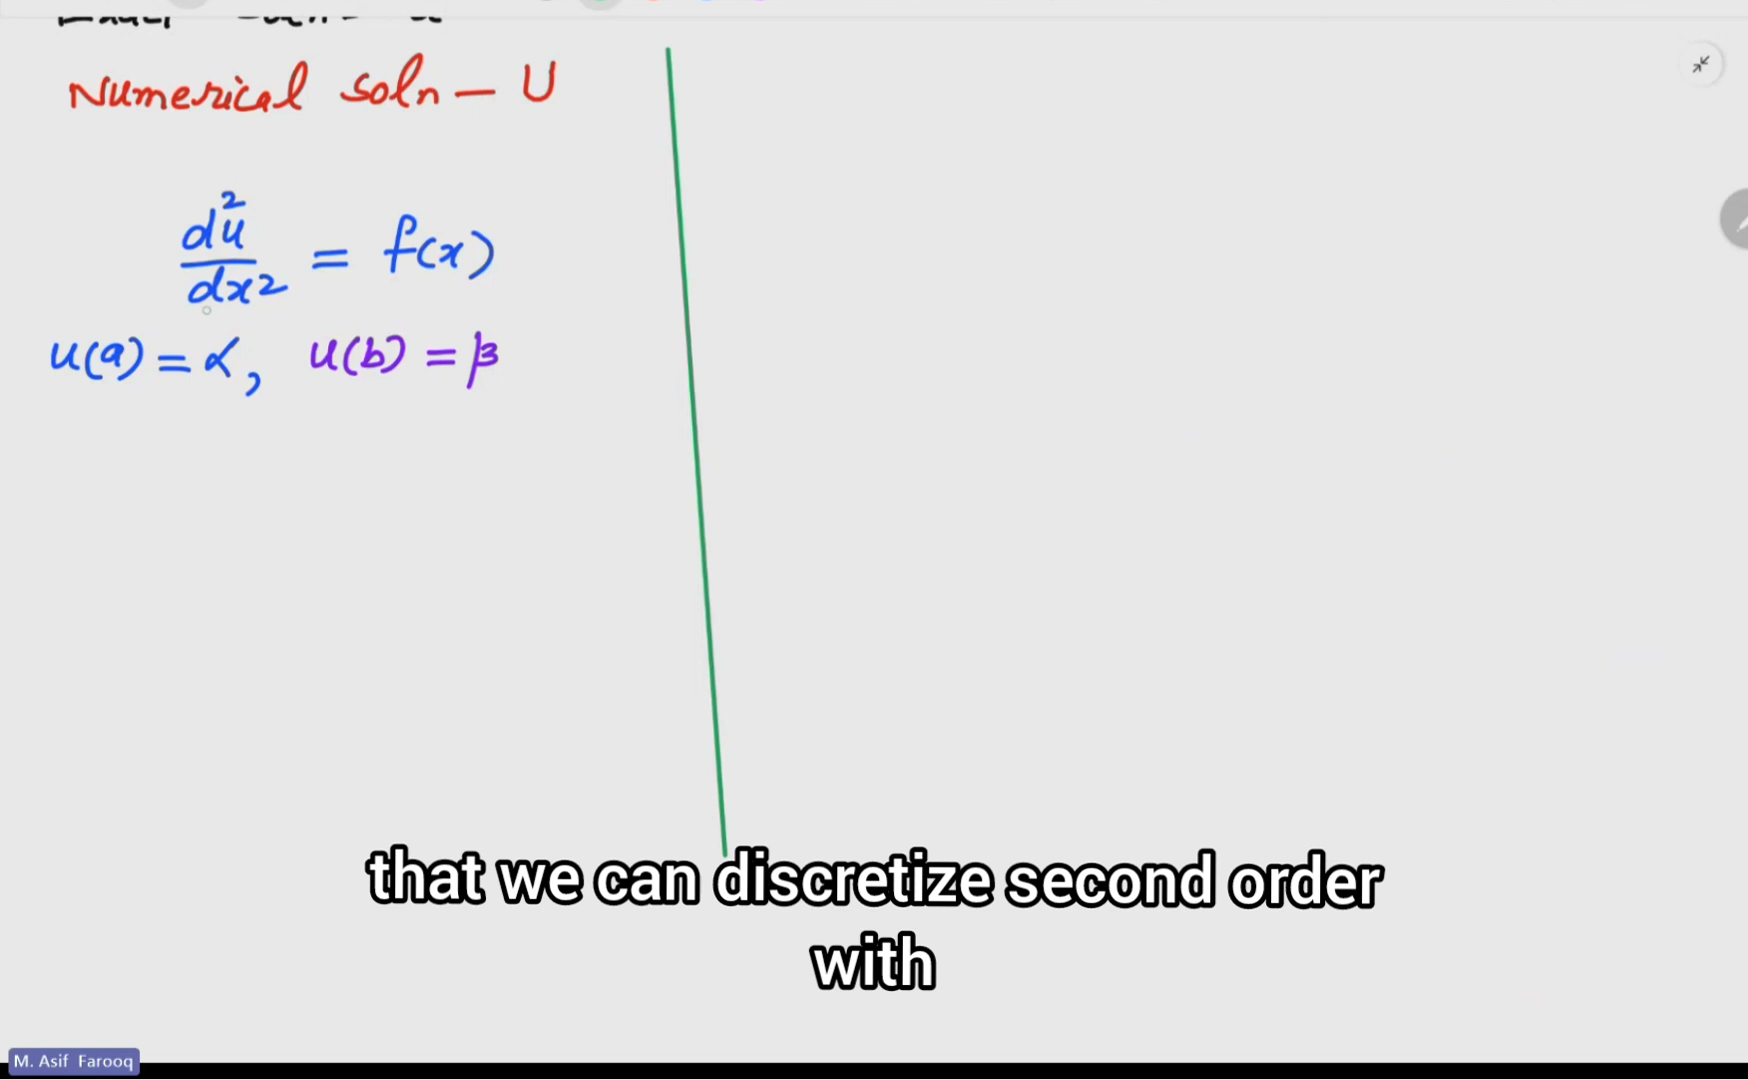 Numerical soln – U
d²u/dx² = f(x)
u(a) = α, u(b) = β
that we can discretize second order
with
M. Asif Farooq